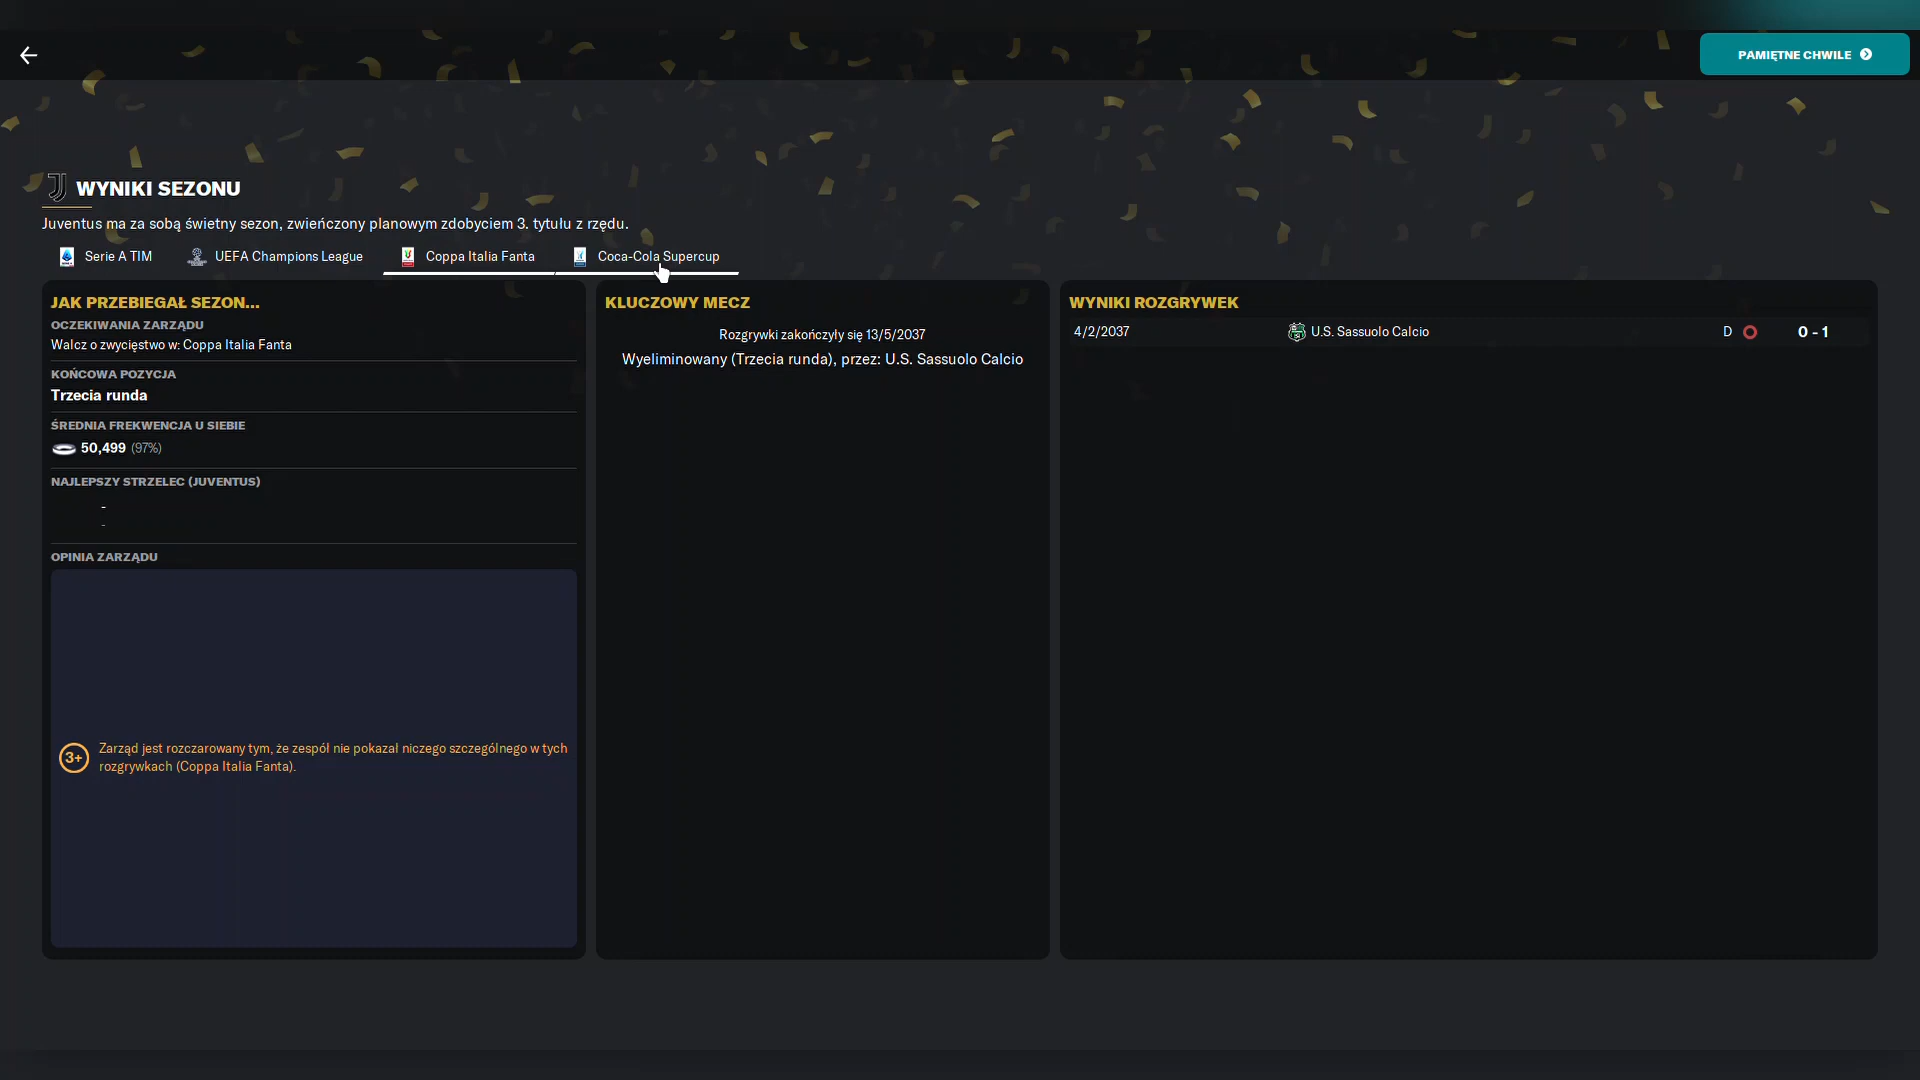 PAMIĘTNE CHWILE
WYNIKI SEZONU
Juventus ma za sobą świetny sezon, zwieńczony planowym zdobyciem 3. tytułu z rzędu.
Serie A TIM
UEFA Champions League
Coppa Italia Fanta
Coca-Cola Supercup
JAK PRZEBIEGAŁ SEZON...
OCZEKIWANIA ZARZĄDU
Walcz o zwycięstwo w: Coppa Italia Fanta
KOŃCOWA POZYCJA
Trzecia runda
ŚREDNIA FREKWENCJA U SIEBIE
50,499 (97%)
NAJLEPSZY STRZELEC (JUVENTUS)
-
-
OPINIA ZARZĄDU
3+
Zarząd jest rozczarowany tym, że zespół nie pokazał niczego szczególnego w tych
rozgrywkach (Coppa Italia Fanta).
KLUCZOWY MECZ
Rozgrywki zakończyły się 13/5/2037
Wyeliminowany (Trzecia runda), przez: U.S. Sassuolo Calcio
WYNIKI ROZGRYWEK
4/2/2037 U.S. Sassuolo Calcio D 0 - 1